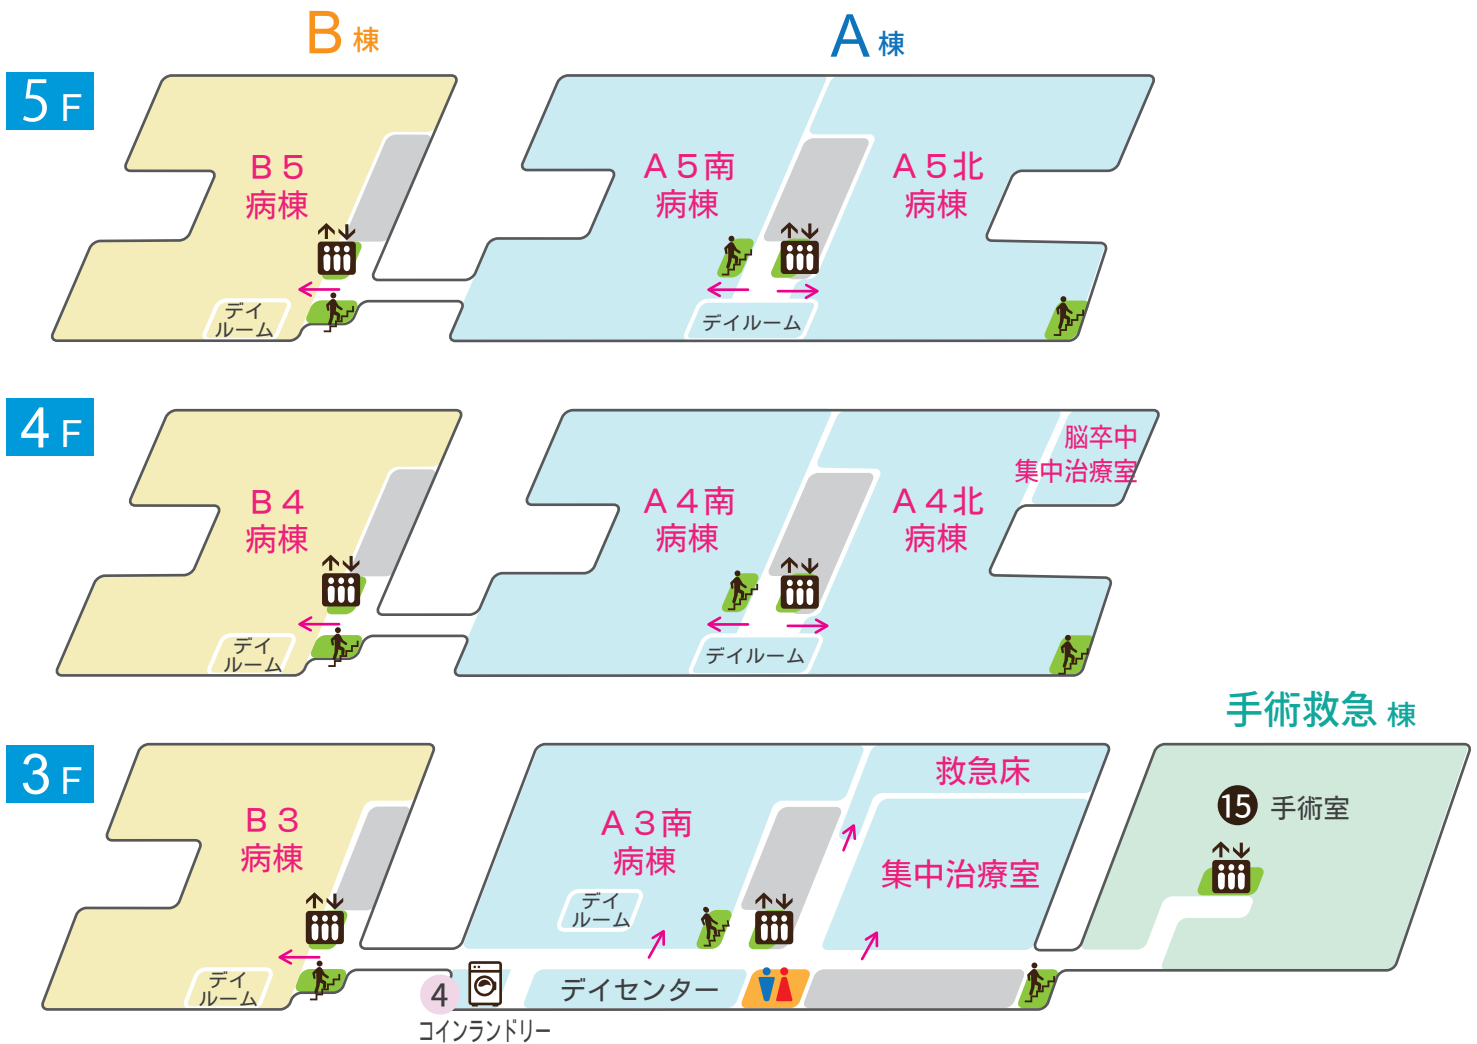 B 棟
A 棟
5 F
B5
病棟
デイ
ルーム
A5南
病棟
A5北
病棟
デイルーム
4 F
B4
病棟
デイ
ルーム
A4南
病棟
A4北
病棟
脳卒中
集中治療室
デイルーム
手術救急 棟
3 F
B3
病棟
デイ
ルーム
A3南
病棟
デイ
ルーム
救急床
集中治療室
15 手術室
4
コインランドリー
デイセンター